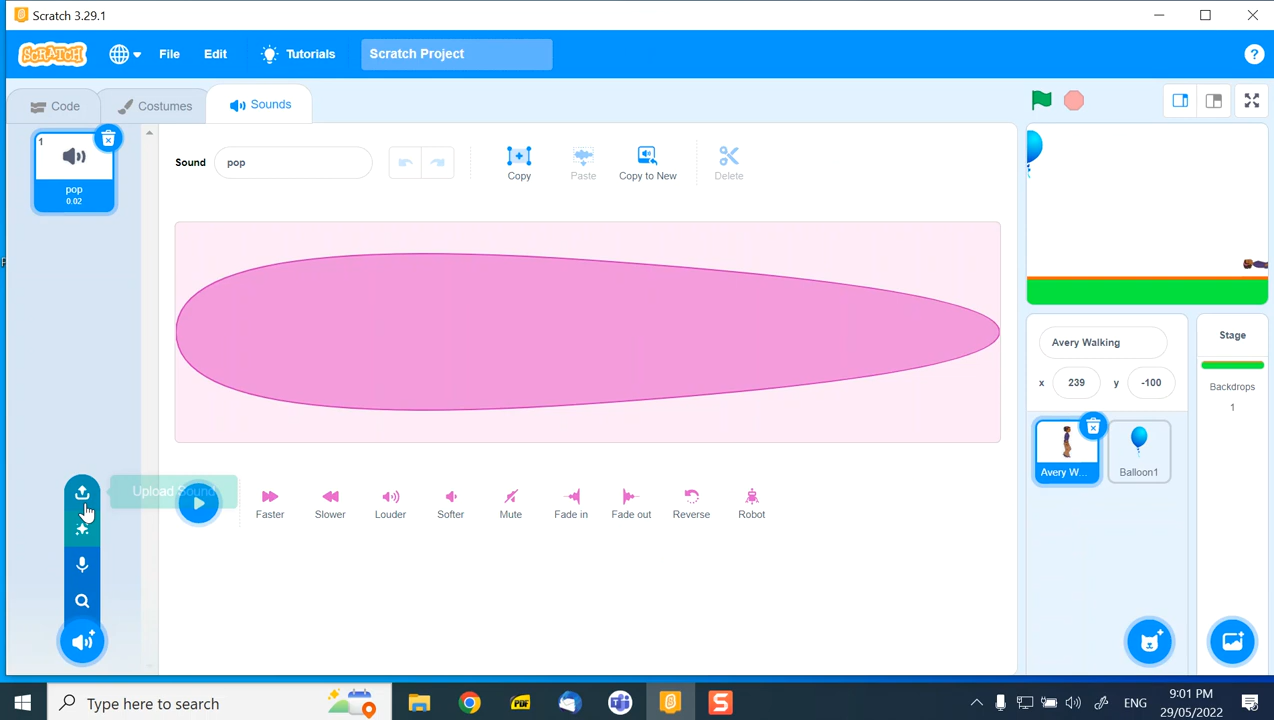 Scratch 3.29.1
SCRATCH
File
Edit
Tutorials
Scratch Project
?
Code
Costumes
Sounds
1
pop
0.02
Sound
pop
Copy
Paste
Copy to New
Delete
Upload Sound
Faster
Slower
Louder
Softer
Mute
Fade in
Fade out
Reverse
Robot
Avery Walking
x
239
y
-100
Avery W...
Balloon1
Stage
Backdrops
1
Type here to search
PDF
S
ENG
9:01 PM
29/05/2022